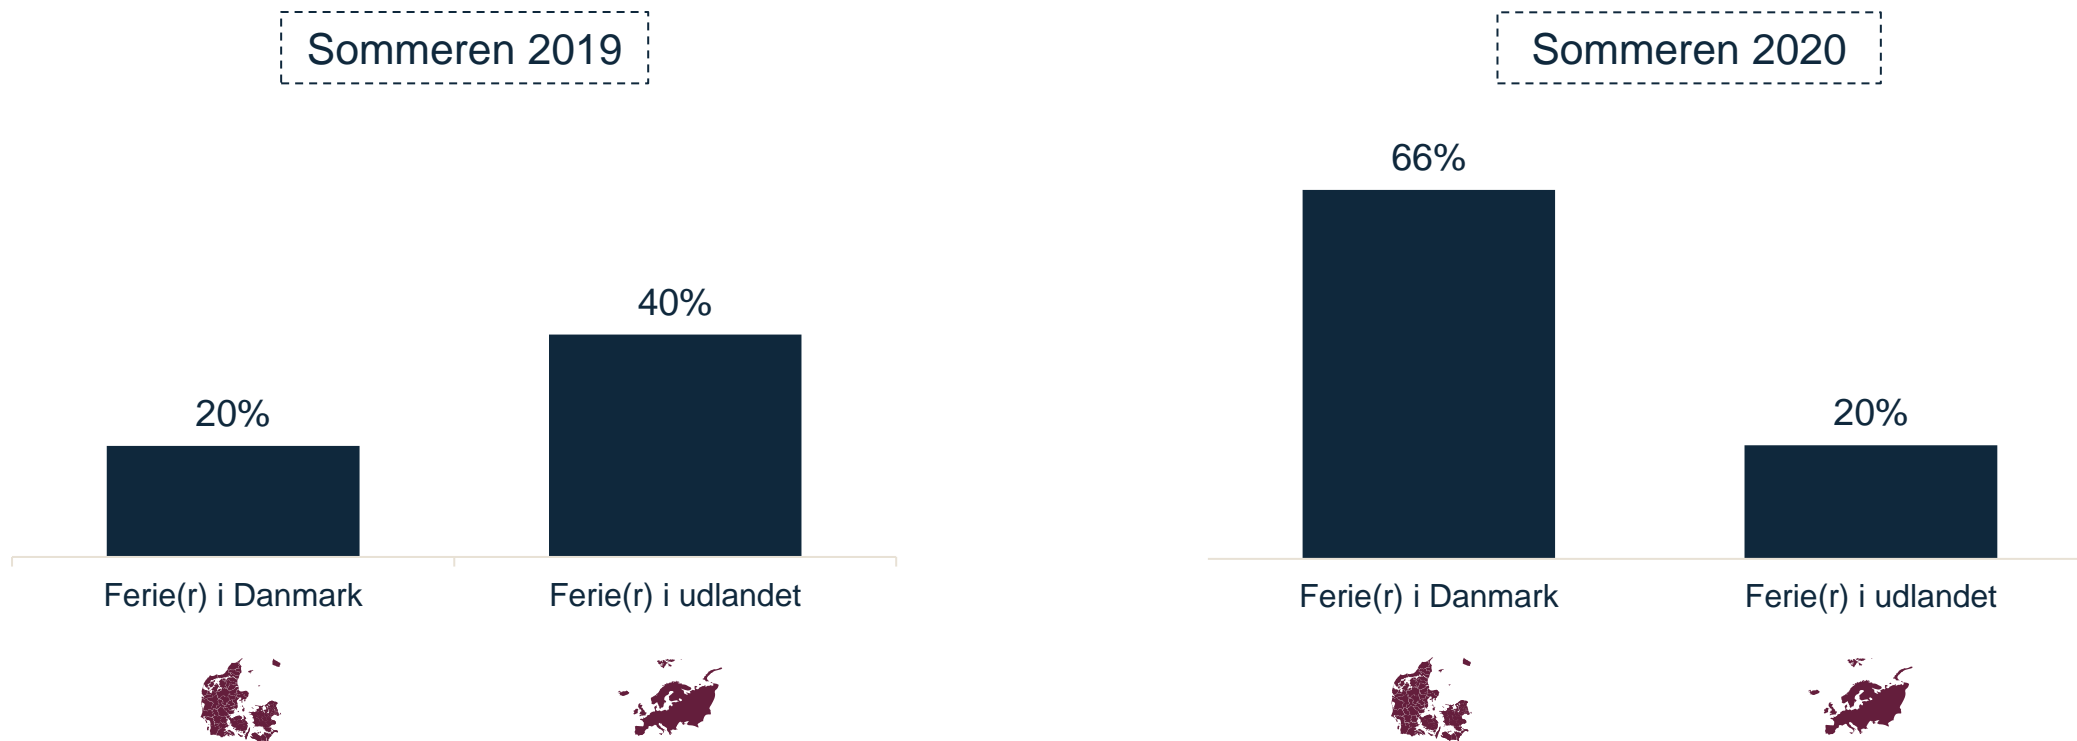 Sommeren 2019
20%
40%
Ferie(r) i Danmark
Ferie(r) i udlandet
Sommeren 2020
66%
20%
Ferie(r) i Danmark
Ferie(r) i udlandet